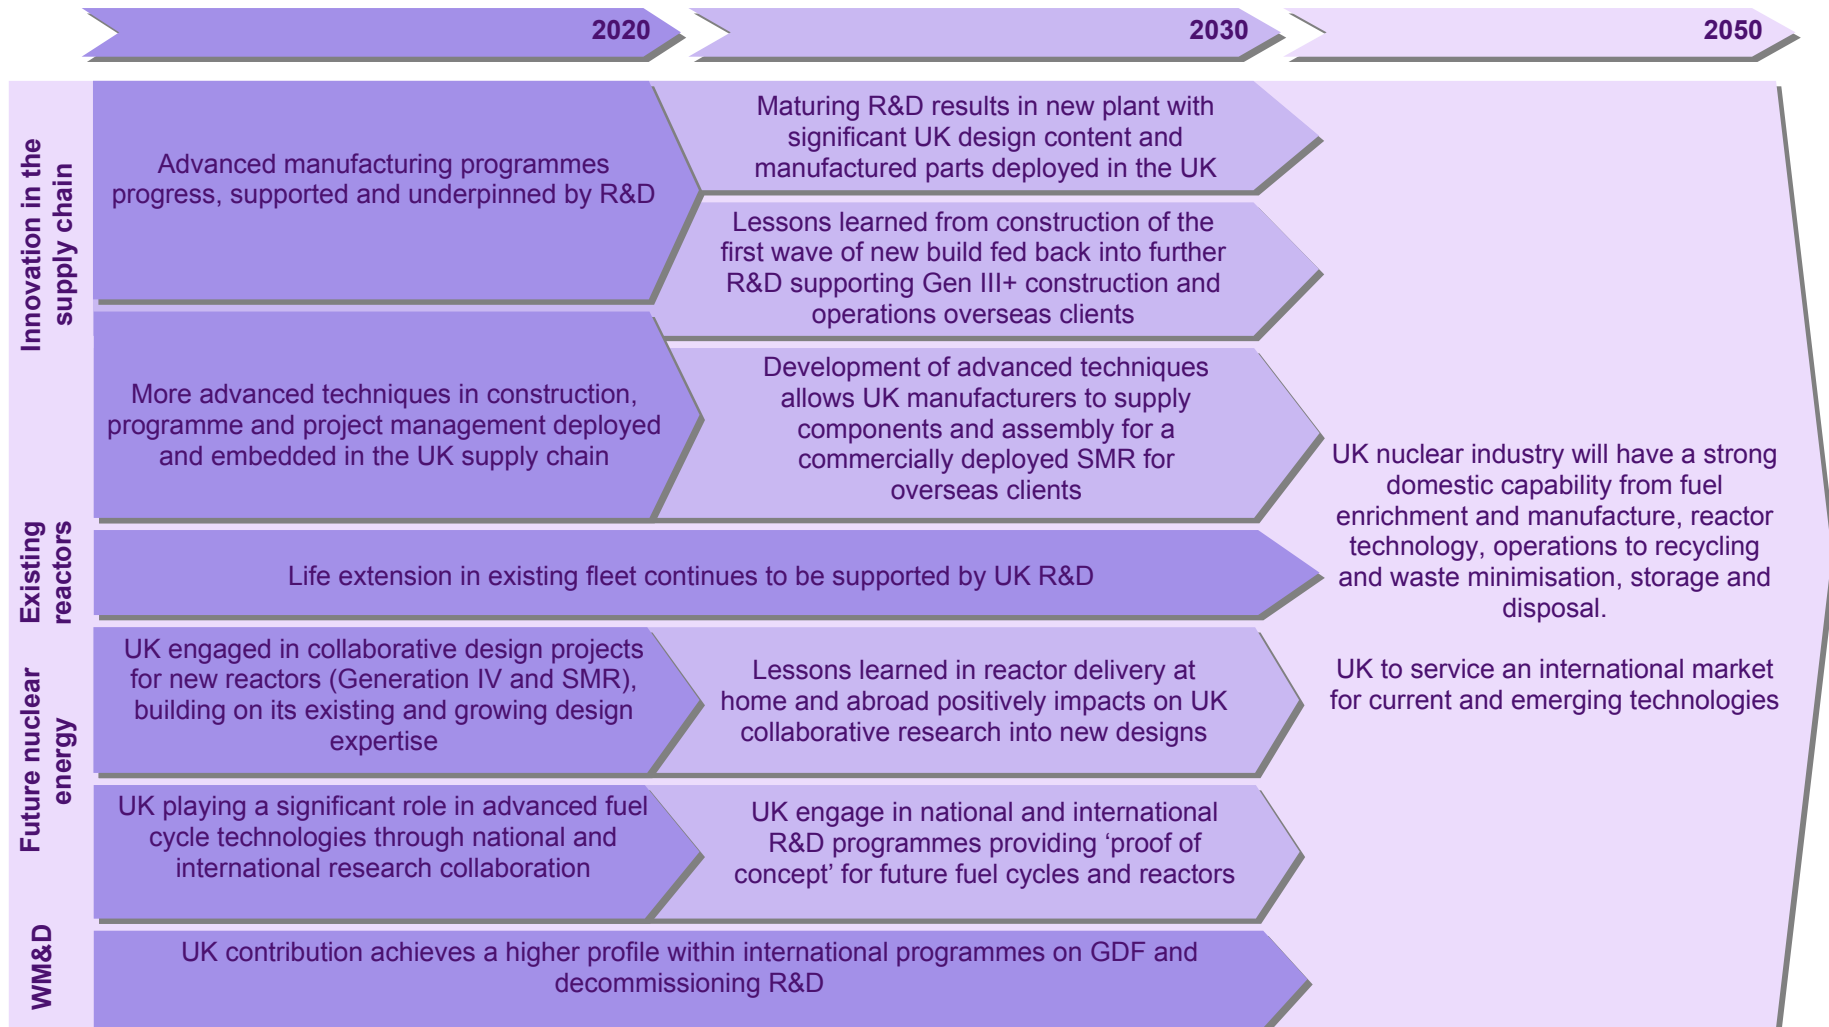 2020
2030
2050
Innovation in the
supply chain
Advanced manufacturing programmes
progress, supported and underpinned by R&D
Maturing R&D results in new plant with
significant UK design content and
manufactured parts deployed in the UK
Lessons learned from construction of the
first wave of new build fed back into further
R&D supporting Gen III+ construction and
operations overseas clients
More advanced techniques in construction,
programme and project management deployed
and embedded in the UK supply chain
Development of advanced techniques
allows UK manufacturers to supply
components and assembly for a
commercially deployed SMR for
overseas clients
Existing
reactors
Life extension in existing fleet continues to be supported by UK R&D
Future nuclear
energy
UK engaged in collaborative design projects
for new reactors (Generation IV and SMR),
building on its existing and growing design
expertise
Lessons learned in reactor delivery at
home and abroad positively impacts on UK
collaborative research into new designs
UK playing a significant role in advanced fuel
cycle technologies through national and
international research collaboration
UK engage in national and international
R&D programmes providing ‘proof of
concept’ for future fuel cycles and reactors
WM&D
UK contribution achieves a higher profile within international programmes on GDF and
decommissioning R&D
UK nuclear industry will have a strong
domestic capability from fuel
enrichment and manufacture, reactor
technology, operations to recycling
and waste minimisation, storage and
disposal.
UK to service an international market
for current and emerging technologies